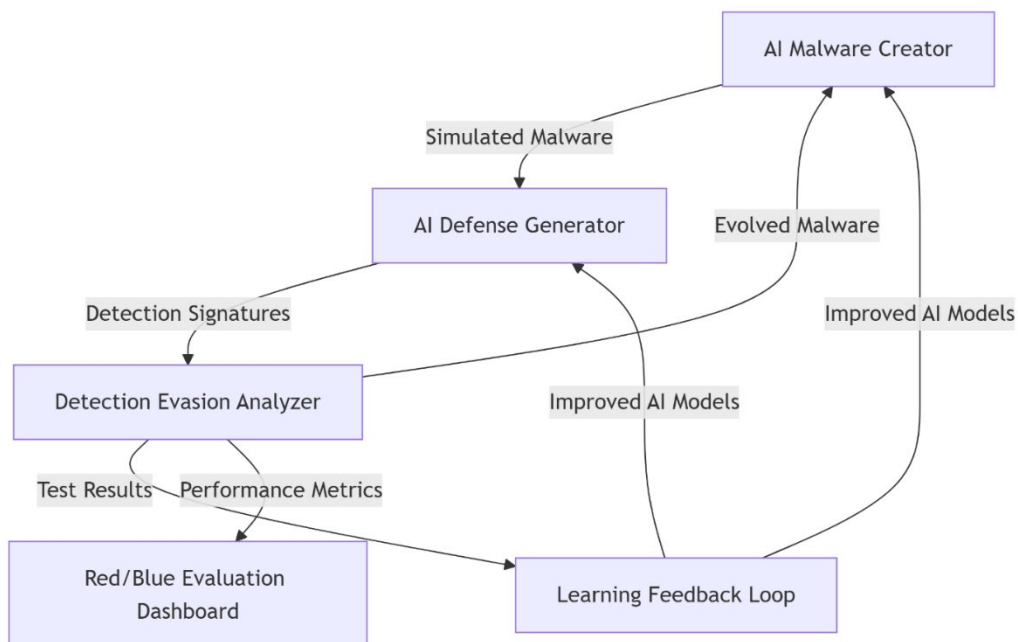 AI Malware Creator
Simulated Malware
AI Defense Generator
Evolved Malware
Detection Signatures
Improved AI Models
Detection Evasion Analyzer
Improved AI Models
Test Results
Performance Metrics
Red/Blue Evaluation
Dashboard
Learning Feedback Loop